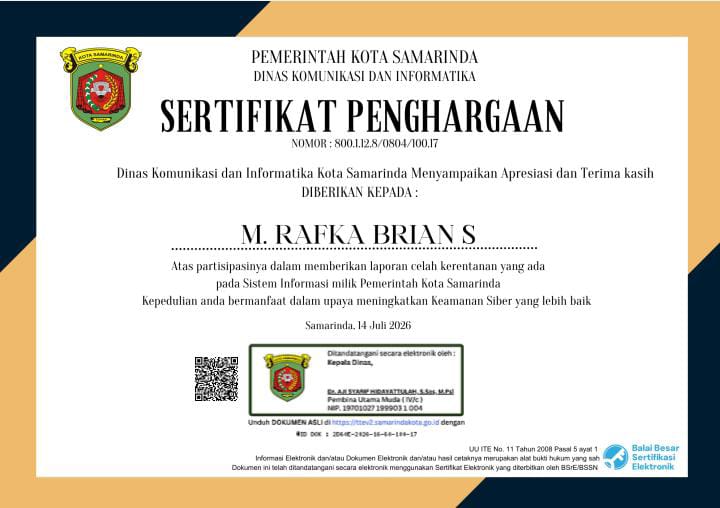 KOTA SAMARINDA
PEMERINTAH KOTA SAMARINDA
DINAS KOMUNIKASI DAN INFORMATIKA
SERTIFIKAT PENGHARGAAN
NOMOR : 800.1.12.8/0804/100.17
Dinas Komunikasi dan Informatika Kota Samarinda Menyampaikan Apresiasi dan Terima kasih
DIBERIKAN KEPADA :
M. RAFKA BRIAN S
Atas partisipasinya dalam memberikan laporan celah kerentanan yang ada
pada Sistem Informasi milik Pemerintah Kota Samarinda
Kepedulian anda bermanfaat dalam upaya meningkatkan Keamanan Siber yang lebih baik
Samarinda, 14 Juli 2026
Ditandatangani secara elektronik oleh :
Kepala Dinas,
Dr. Aji SYARIF HIDAYATTULAH, S.Sos, M.Psi
Pembina Utama Muda ( IV/c )
NIP. 19701027 199903 1 004
Unduh DOKUMEN ASLI di https://ttev2.samarindakota.go.id dengan
UU ITE No. 11 Tahun 2008 Pasal 5 ayat 1
Informasi Elektronik dan/atau Dokumen Elektronik dan/atau hasil cetaknya merupakan alat bukti hukum yang sah
Dokumen ini telah ditandatangani secara elektronik menggunakan Sertifikat Elektronik yang diterbitkan oleh BSrE/BSSN
Balai Besar
Sertifikasi
Elektronik